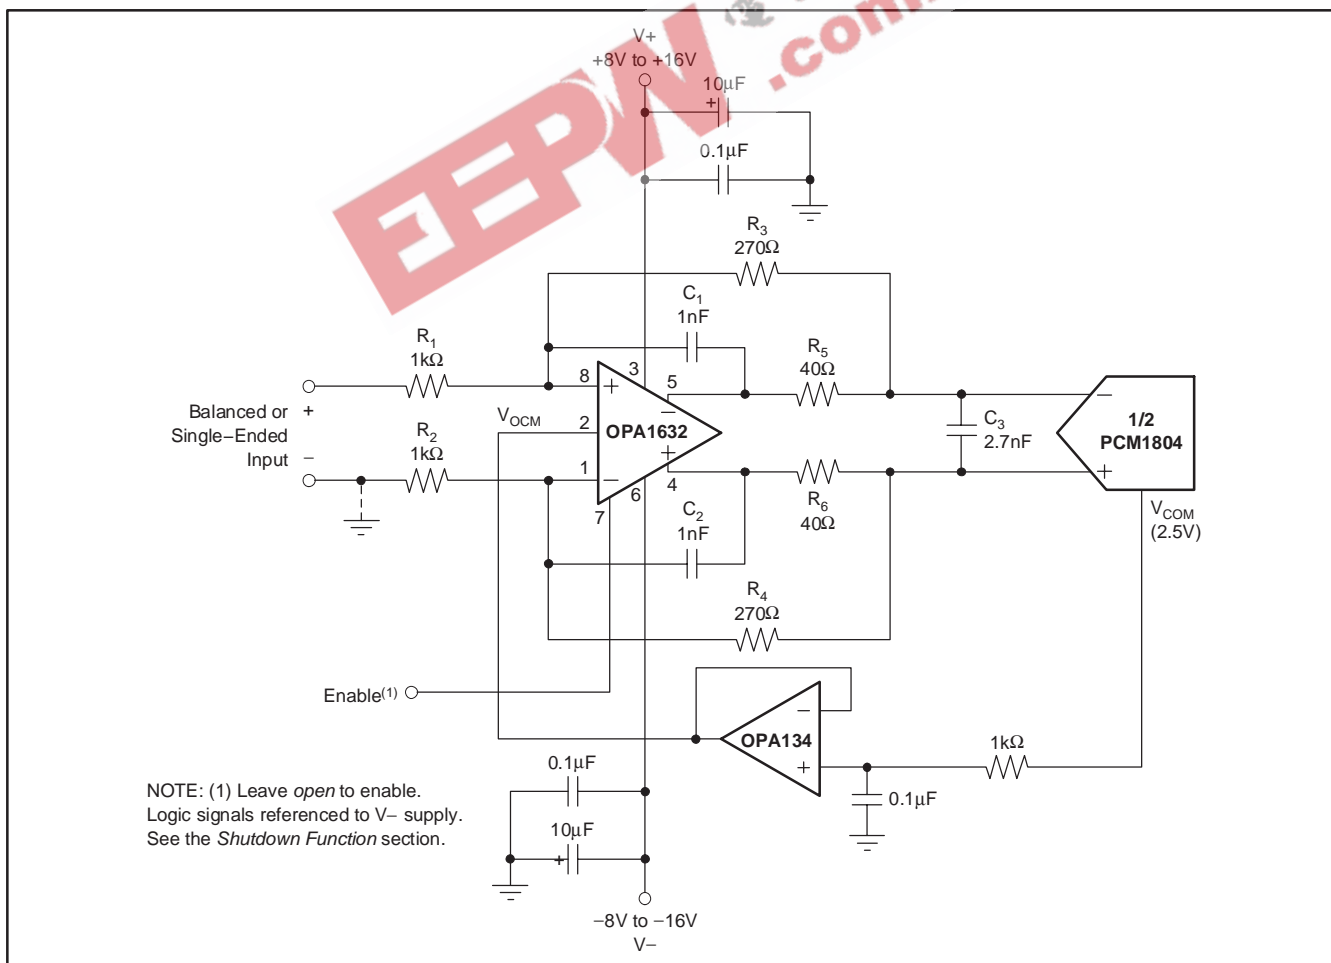 V+
+8V to +16V
10µF
+
0.1µF
R3
270Ω
C1
1nF
R1
1kΩ
R5
40Ω
3
5
8
+
−
Balanced or
Single−Ended
Input
+
−
VOCM
2
OPA1632
C3
2.7nF
−
1/2
PCM1804
+
R2
1kΩ
1
−
+
4
6
7
R6
40Ω
C2
1nF
VCOM
(2.5V)
R4
270Ω
Enable(1)
−
OPA134
+
1kΩ
0.1µF
0.1µF
10µF
+
NOTE: (1) Leave open to enable.
Logic signals referenced to V− supply.
See the Shutdown Function section.
−8V to −16V
V−
EEPW
.com